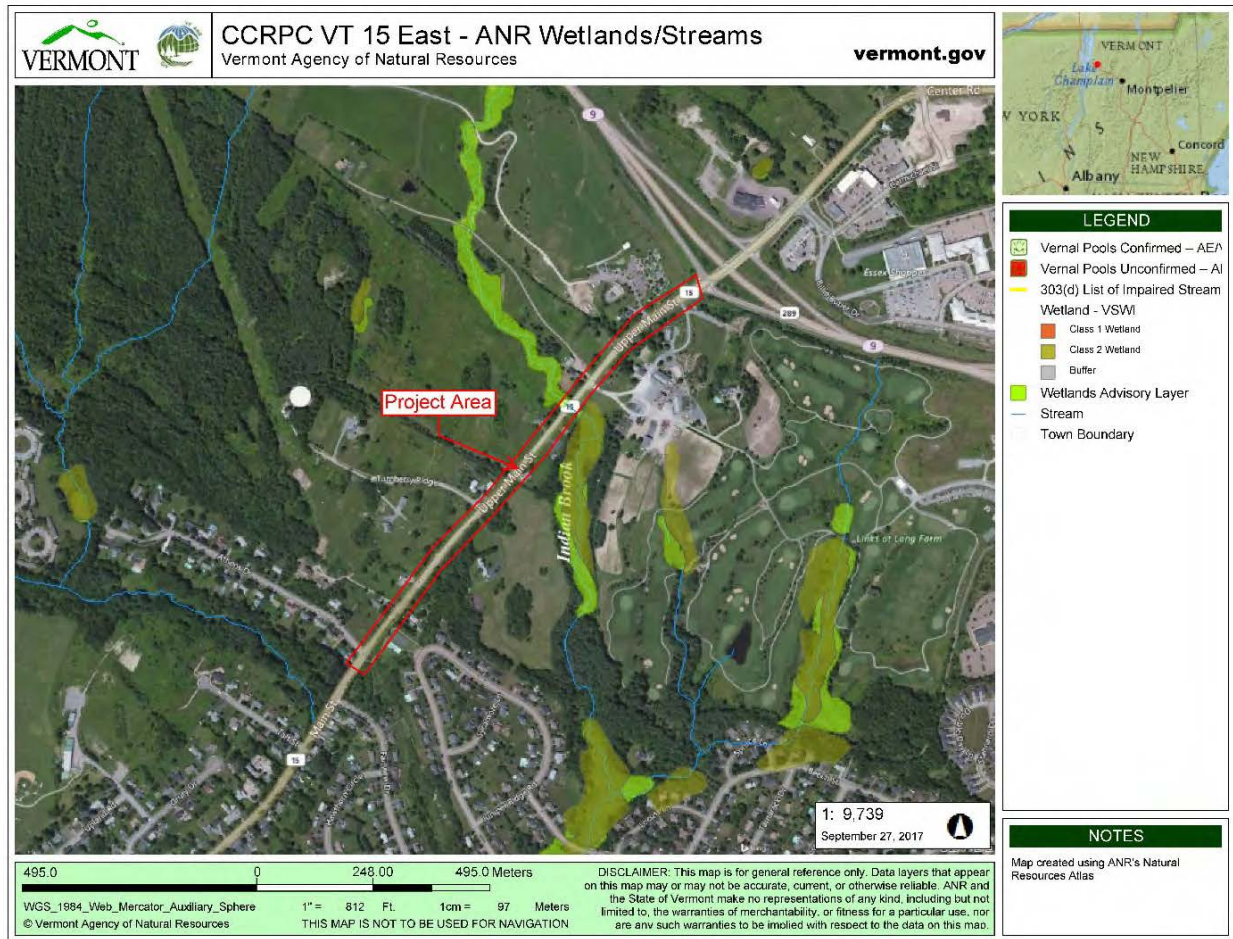 VERMONT
CCRPC VT 15 East - ANR Wetlands/Streams
Vermont Agency of Natural Resources
vermont.gov
VERMONT
Lake
Champlain
Montpelier
W YORK
NEW
HAMPSHIRE
Concord
Albany
Center Rd
9
Essex
15
Upper Main St
289
9
Project Area
15
Upper Main St
Turnberry Ridge
Indian Brook
Links at Lang Farm
Main St
15
1: 9,739
September 27, 2017
LEGEND
Vernal Pools Confirmed – AE/
Vernal Pools Unconfirmed – AI
303(d) List of Impaired Stream
Wetland - VSWI
Class 1 Wetland
Class 2 Wetland
Buffer
Wetlands Advisory Layer
Stream
Town Boundary
NOTES
Map created using ANR's Natural
Resources Atlas
495.0 0 248.00 495.0 Meters
WGS_1984_Web_Mercator_Auxiliary_Sphere
1" = 812 Ft. 1cm = 97 Meters
© Vermont Agency of Natural Resources
THIS MAP IS NOT TO BE USED FOR NAVIGATION
DISCLAIMER: This map is for general reference only. Data layers that appear
on this map may or may not be accurate, current, or otherwise reliable. ANR and
the State of Vermont make no representations of any kind, including but not
limited to, the warranties of merchantability, or fitness for a particular use, nor
are any such warranties to be implied with respect to the data on this map.